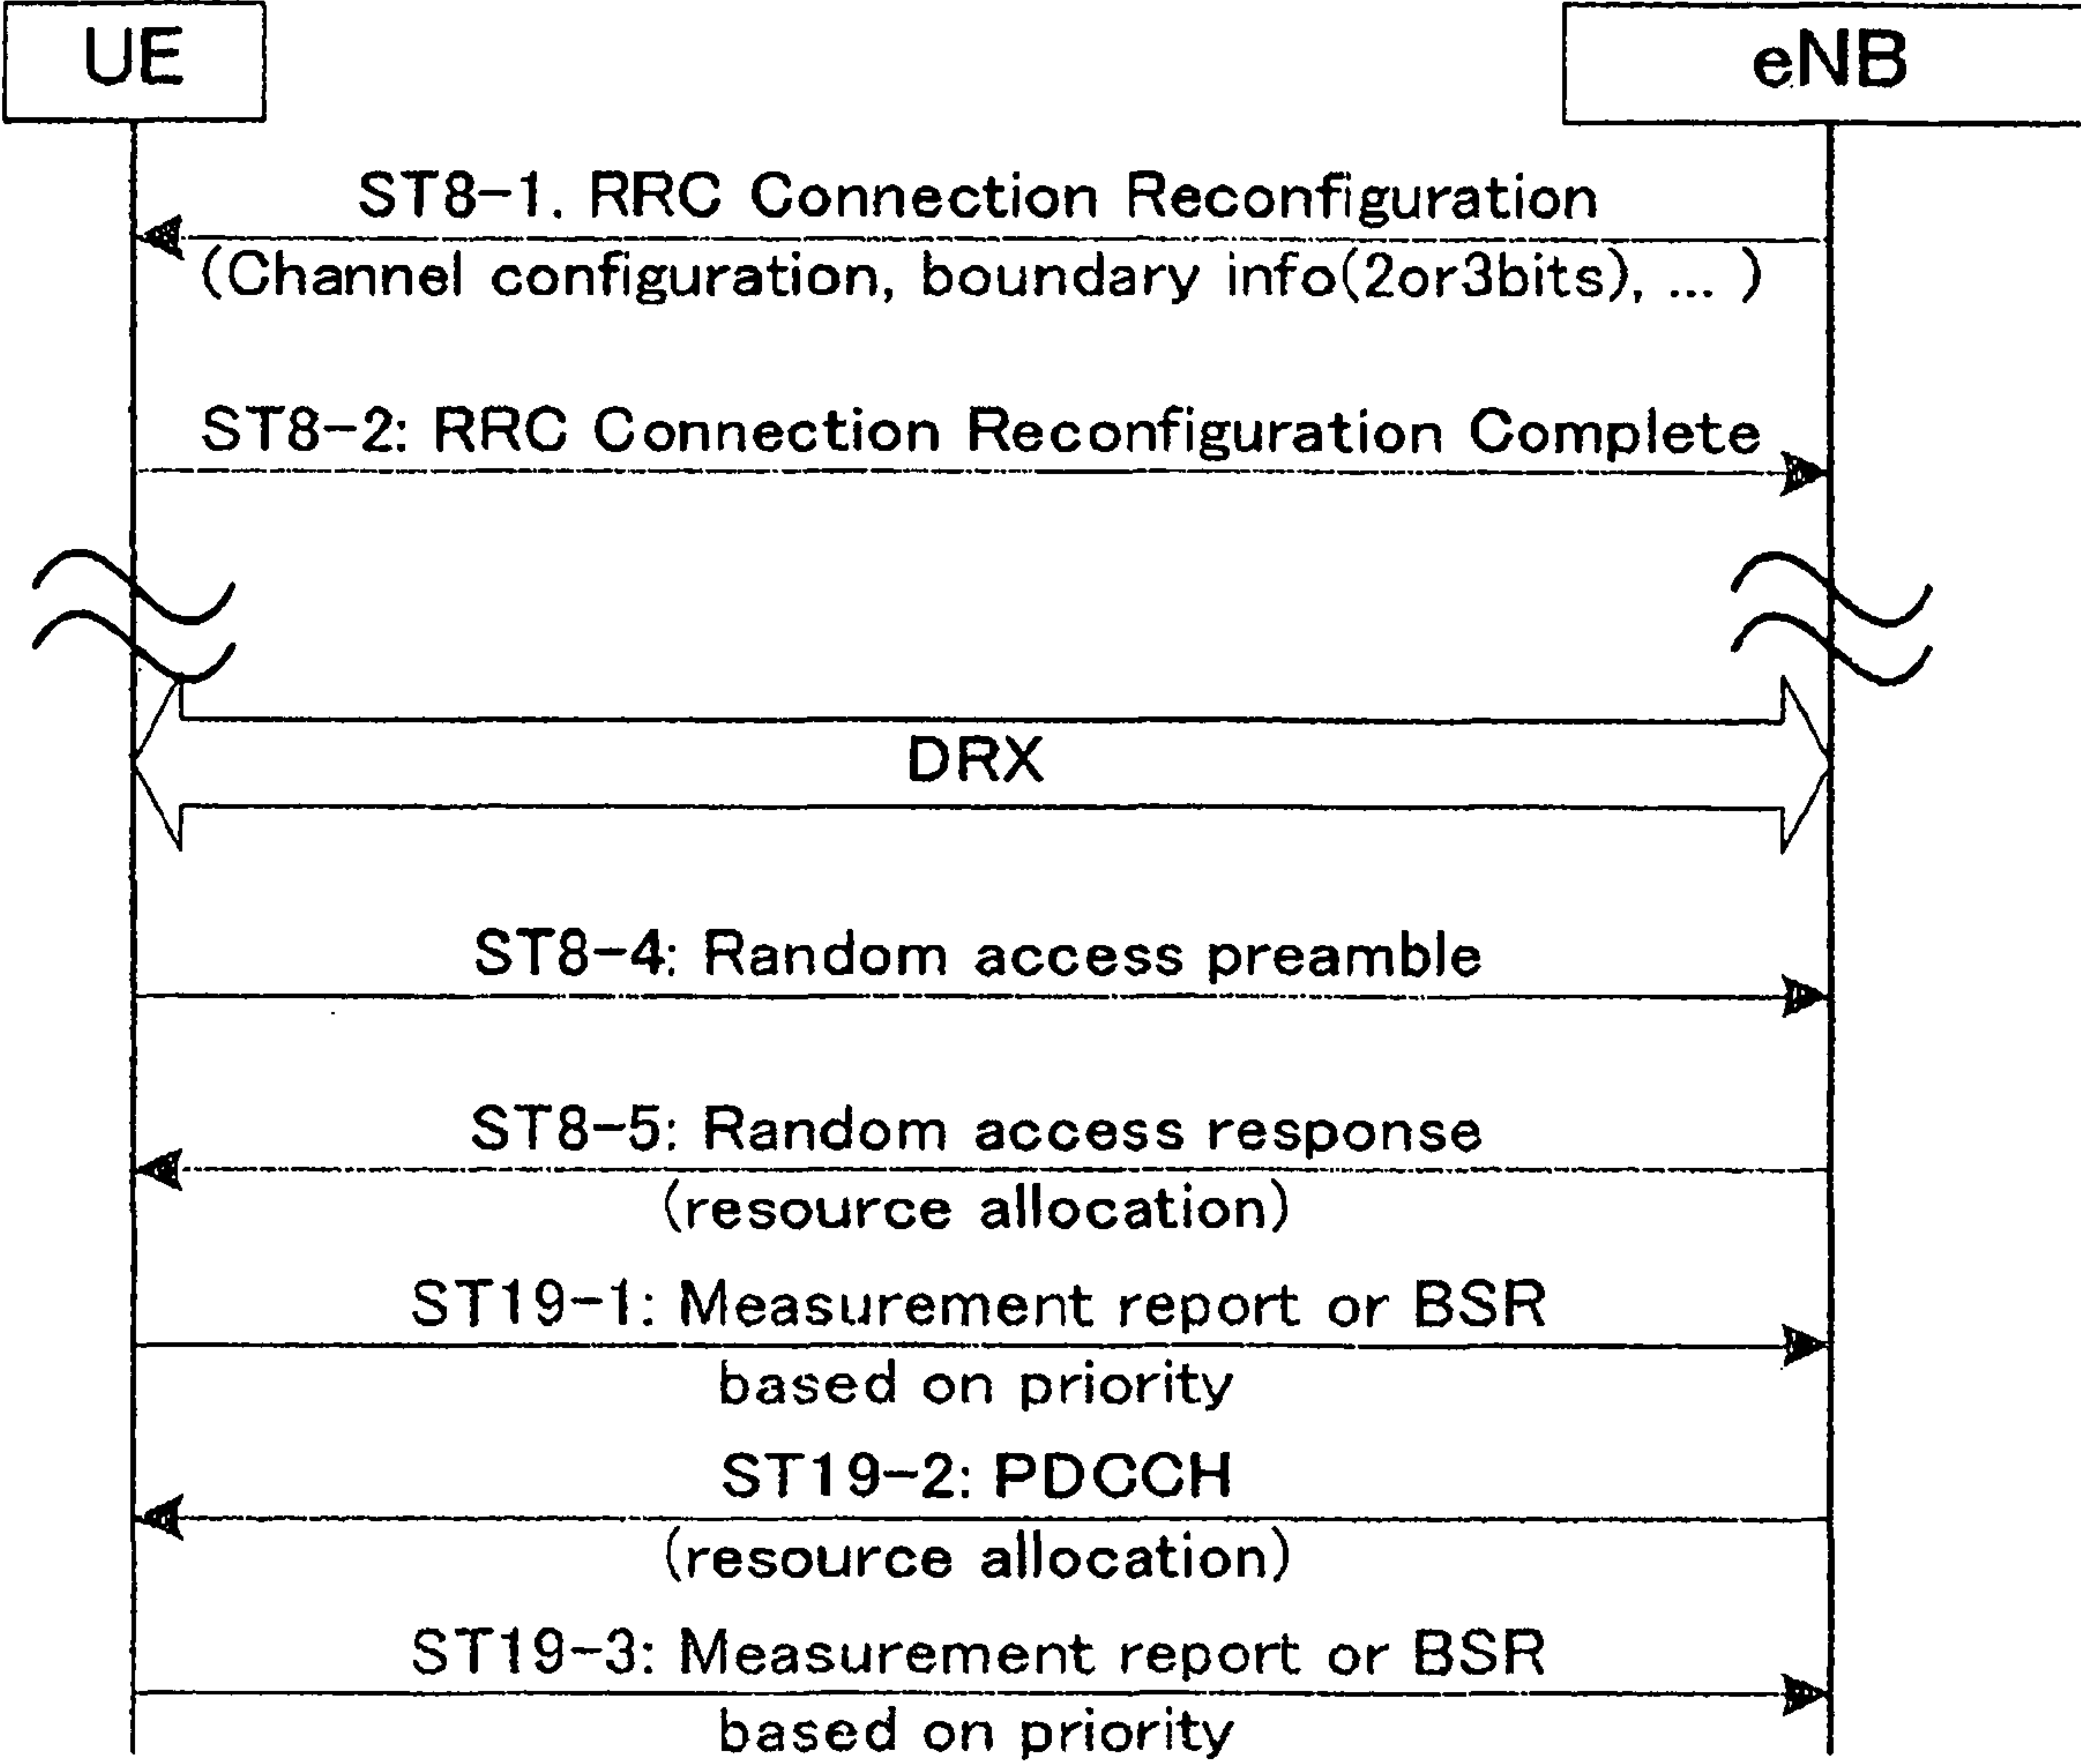 UE
eNB
ST8-1. RRC Connection Reconfiguration
(Channel configuration, boundary info(2or3bits), ... )
ST8-2: RRC Connection Reconfiguration Complete
DRX
ST8-4: Random access preamble
ST8-5: Random access response
(resource allocation)
ST19-1: Measurement report or BSR
based on priority
ST19-2: PDCCH
(resource allocation)
ST19-3: Measurement report or BSR
based on priority